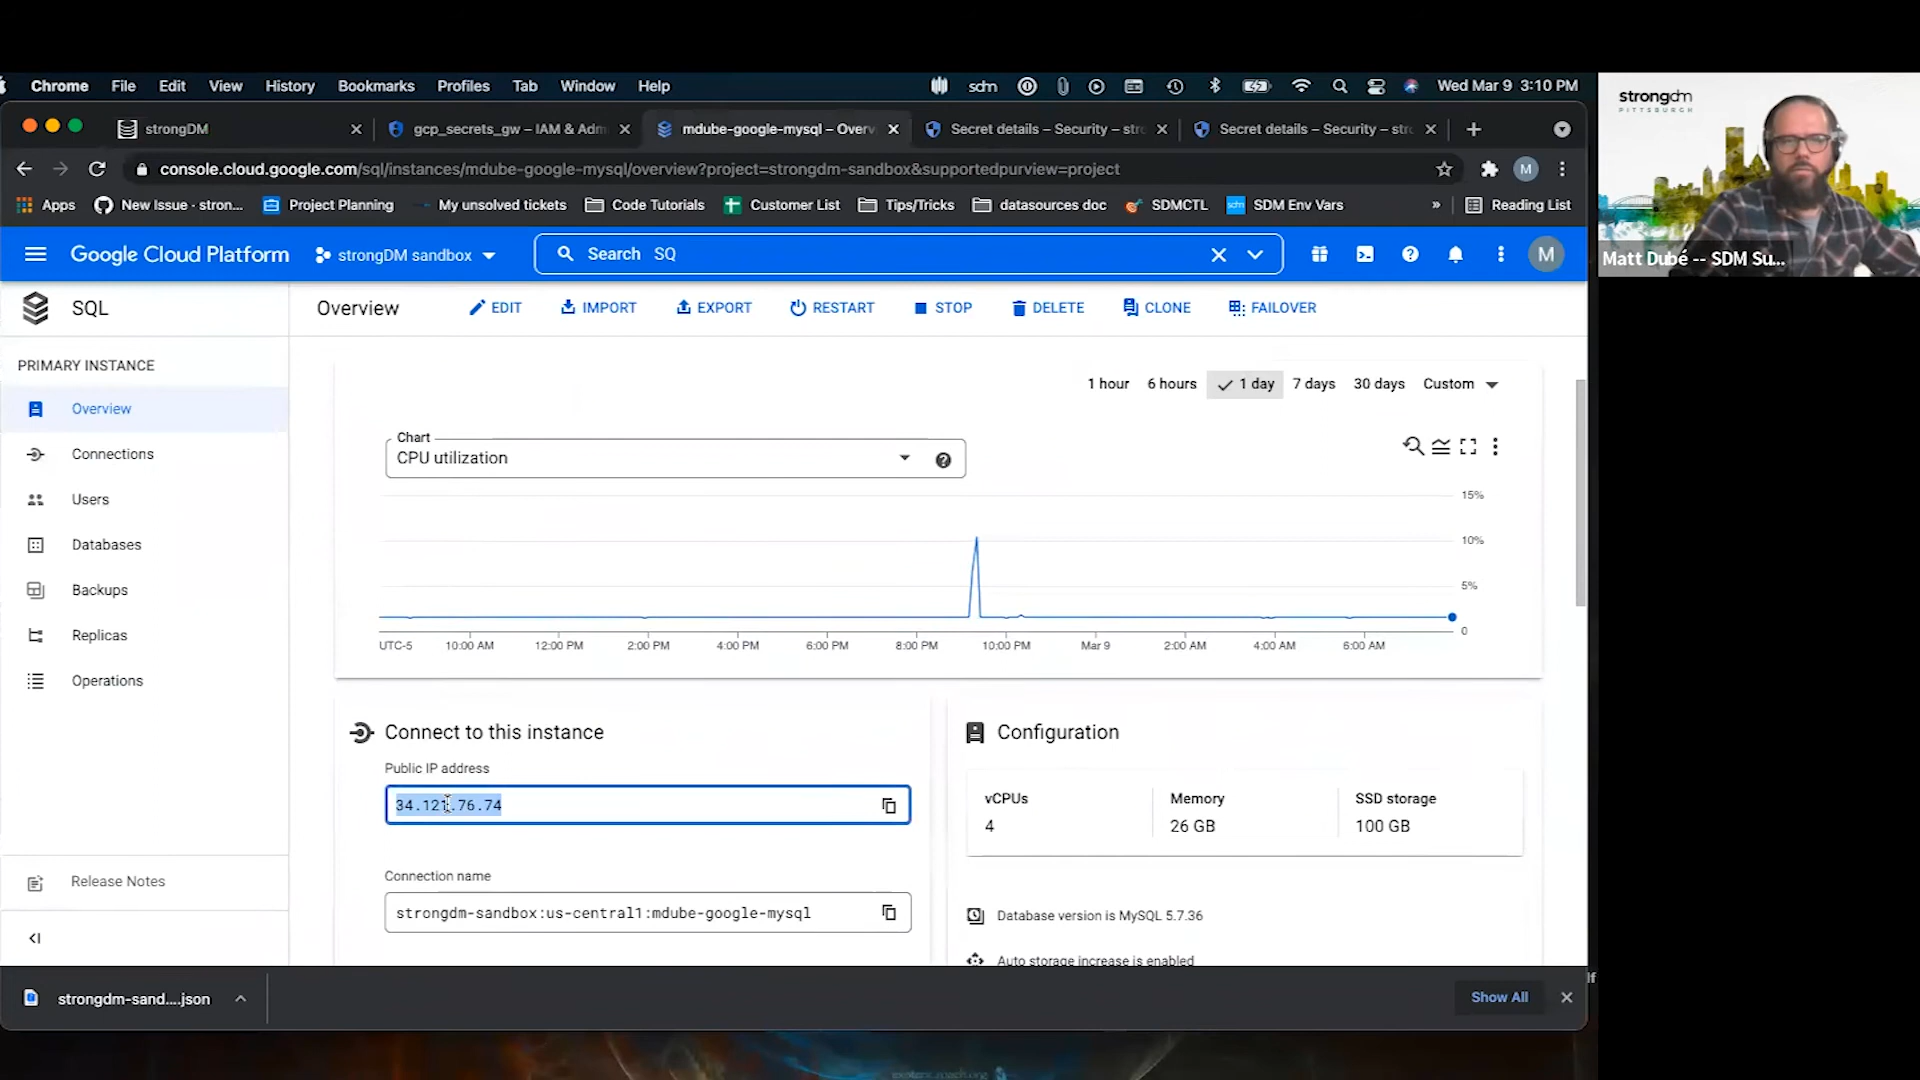 Chrome File Edit View History Bookmarks Profiles Tab Window Help sdm Wed Mar 9 3:10 PM
strongdm
PITTSBURGH
strongDM
gcp_secrets_gw – IAM & Adm
mdube-google-mysql – Overv
Secret details – Security – str
Secret details – Security – str
console.cloud.google.com/sql/instances/mdube-google-mysql/overview?project=strongdm-sandbox&supportedpurview=project
M
Apps New Issue · stron... Project Planning My unsolved tickets Code Tutorials Customer List Tips/Tricks datasources doc SDMCTL sdm SDM Env Vars » Reading List
Google Cloud Platform strongDM sandbox Search SQ M
Matt Dubé -- SDM Su...
SQL
Overview EDIT IMPORT EXPORT RESTART STOP DELETE CLONE FAILOVER
PRIMARY INSTANCE
Overview
Connections
Users
Databases
Backups
Replicas
Operations
Release Notes
1 hour 6 hours 1 day 7 days 30 days Custom
Chart
CPU utilization
15%
10%
5%
0
UTC-5 10:00 AM 12:00 PM 2:00 PM 4:00 PM 6:00 PM 8:00 PM 10:00 PM Mar 9 2:00 AM 4:00 AM 6:00 AM
Connect to this instance
Public IP address
34.121.76.74
Connection name
strongdm-sandbox:us-central1:mdube-google-mysql
Configuration
vCPUs Memory SSD storage
4 26 GB 100 GB
Database version is MySQL 5.7.36
Auto storage increase is enabled
strongdm-sand....json
Show All